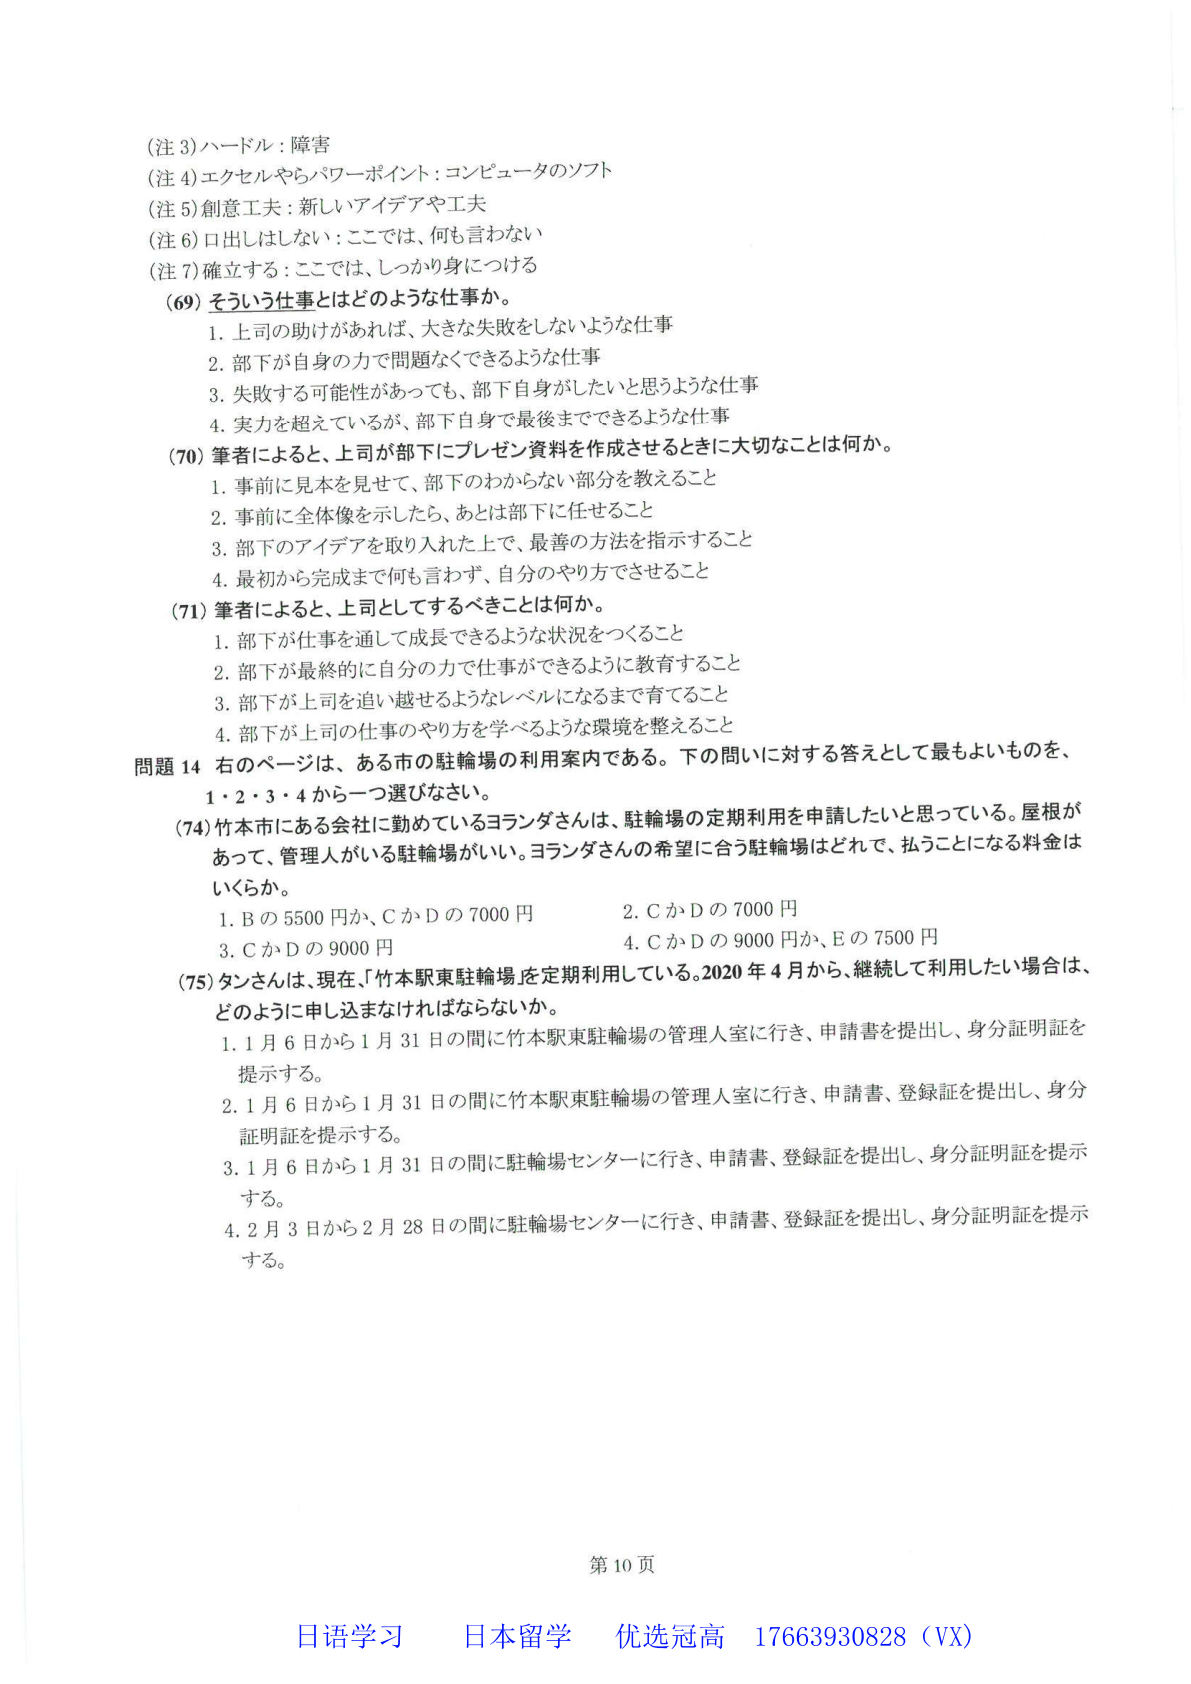 (注 3)ハードル：障害
(注 4)エクセルやらパワーポイント：コンピュータのソフト
(注 5)創意工夫：新しいアイデアや工夫
(注 6)口出しはしない：ここでは、何も言わない
(注 7)確立する：ここでは、しっかり身につける
(69) そういう仕事とはどのような仕事か。
1. 上司の助けがあれば、大きな失敗をしないような仕事
2. 部下が自身の力で問題なくできるような仕事
3. 失敗する可能性があっても、部下自身がしたいと思うような仕事
4. 実力を超えているが、部下自身で最後までできるような仕事
(70) 筆者によると、上司が部下にプレゼン資料を作成させるときに大切なことは何か。
1. 事前に見本を見せて、部下のわからない部分を教えること
2. 事前に全体像を示したら、あとは部下に任せること
3. 部下のアイデアを取り入れた上で、最善の方法を指示すること
4. 最初から完成まで何も言わず、自分のやり方でさせること
(71) 筆者によると、上司としてするべきことは何か。
1. 部下が仕事を通して成長できるような状況をつくること
2. 部下が最終的に自分の力で仕事ができるように教育すること
3. 部下が上司を追い越せるようなレベルになるまで育てること
4. 部下が上司の仕事のやり方を学べるような環境を整えること
問題 14 右のページは、ある市の駐輪場の利用案内である。下の問いに対する答えとして最もよいものを、
1・2・3・4 から一つ選びなさい。
(74)竹本市にある会社に勤めているヨランダさんは、駐輪場の定期利用を申請したいと思っている。屋根が
あって、管理人がいる駐輪場がいい。ヨランダさんの希望に合う駐輪場はどれで、払うことになる料金は
いくらか。
1. B の 5500 円か、C か D の 7000 円 2. C か D の 7000 円
3. C か D の 9000 円 4. C か D の 9000 円か、E の 7500 円
(75)タンさんは、現在、「竹本駅東駐輪場」を定期利用している。2020 年 4 月から、継続して利用したい場合は、
どのように申し込まなければならないか。
1. 1 月 6 日から 1 月 31 日の間に竹本駅東駐輪場の管理人室に行き、申請書を提出し、身分証明証を
提示する。
2. 1 月 6 日から 1 月 31 日の間に竹本駅東駐輪場の管理人室に行き、申請書、登録証を提出し、身分
証明証を提示する。
3. 1 月 6 日から 1 月 31 日の間に駐輪場センターに行き、申請書、登録証を提出し、身分証明証を提示
する。
4. 2 月 3 日から 2 月 28 日の間に駐輪場センターに行き、申請書、登録証を提出し、身分証明証を提示
する。
第 10 页
日语学习 日本留学 优选冠高 17663930828（VX）